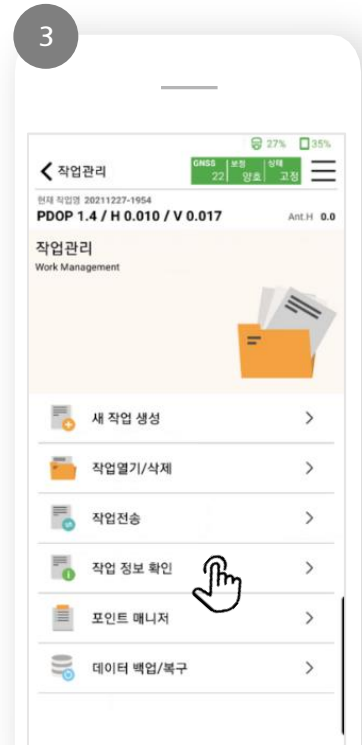 3
27% 35%
작업관리
GNSS 보정 상태
22 양호 고정
현재 작업명 20211227-1954
PDOP 1.4 / H 0.010 / V 0.017 Ant.H 0.0
작업관리
Work Management
새 작업 생성
작업열기/삭제
작업전송
작업 정보 확인
포인트 매니저
데이터 백업/복구